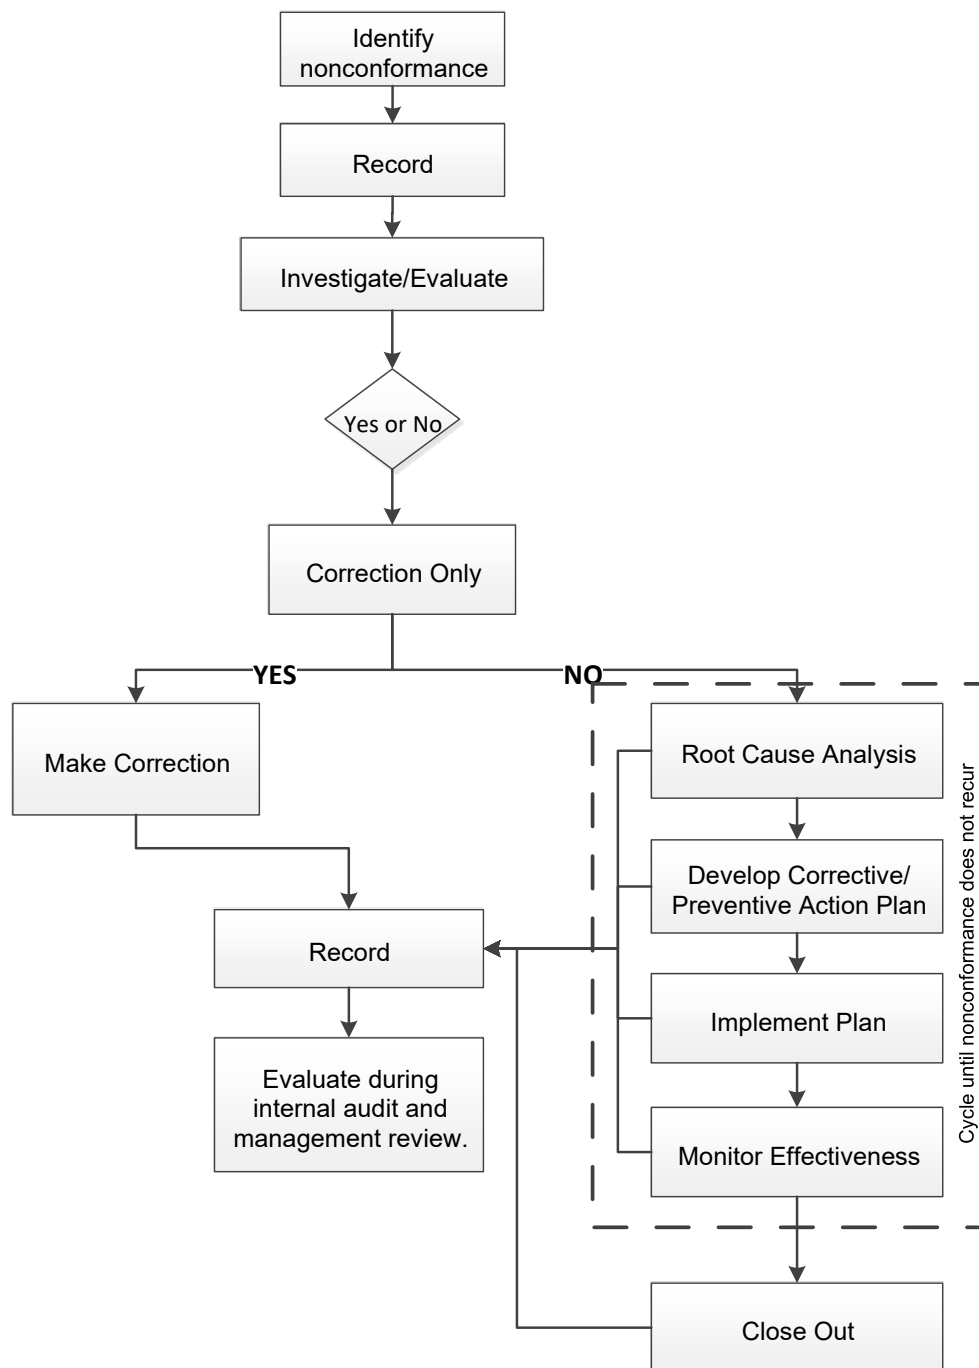 Identify
nonconformance
Record
Investigate/Evaluate
Yes or No
Correction Only
YES
NO
Make Correction
Root Cause Analysis
Develop Corrective/
Preventive Action Plan
Record
Implement Plan
Evaluate during
internal audit and
management review.
Monitor Effectiveness
Cycle until nonconformance does not recur
Close Out